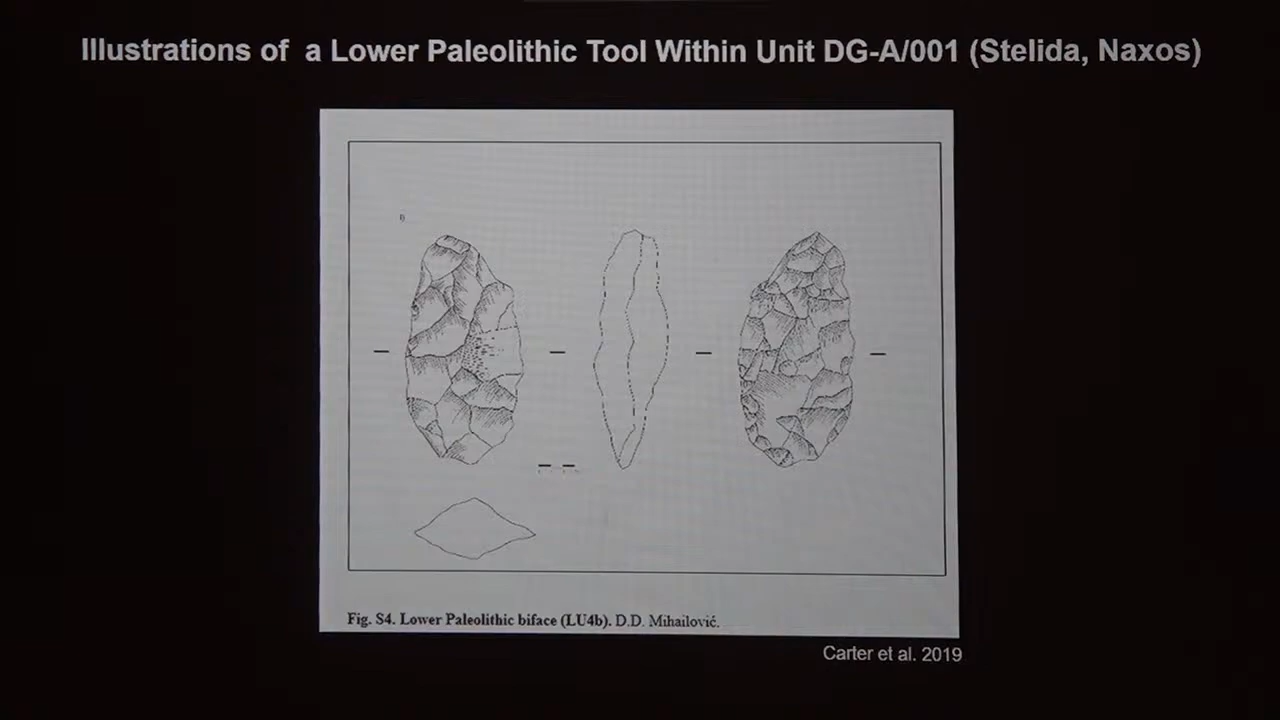 Illustrations of a Lower Paleolithic Tool Within Unit DG-A/001 (Stelida, Naxos)
Fig. S4. Lower Paleolithic biface (LU4b). D.D. Mihailović.
Carter et al. 2019